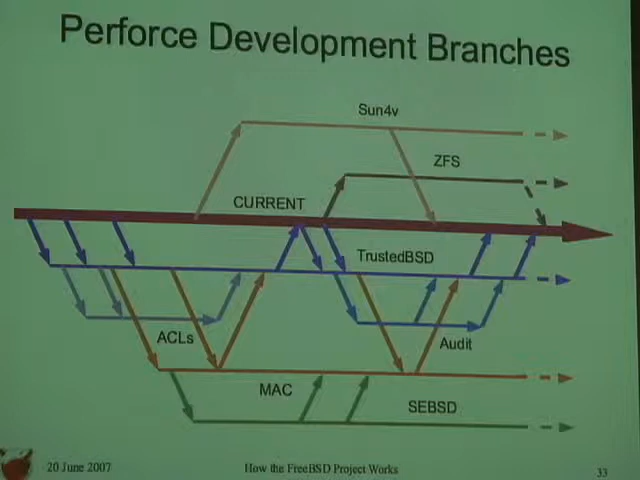 Perforce Development Branches
Sun4v
ZFS
CURRENT
TrustedBSD
ACLs
Audit
MAC
SEBSD
20 June 2007
How the FreeBSD Project Works
33